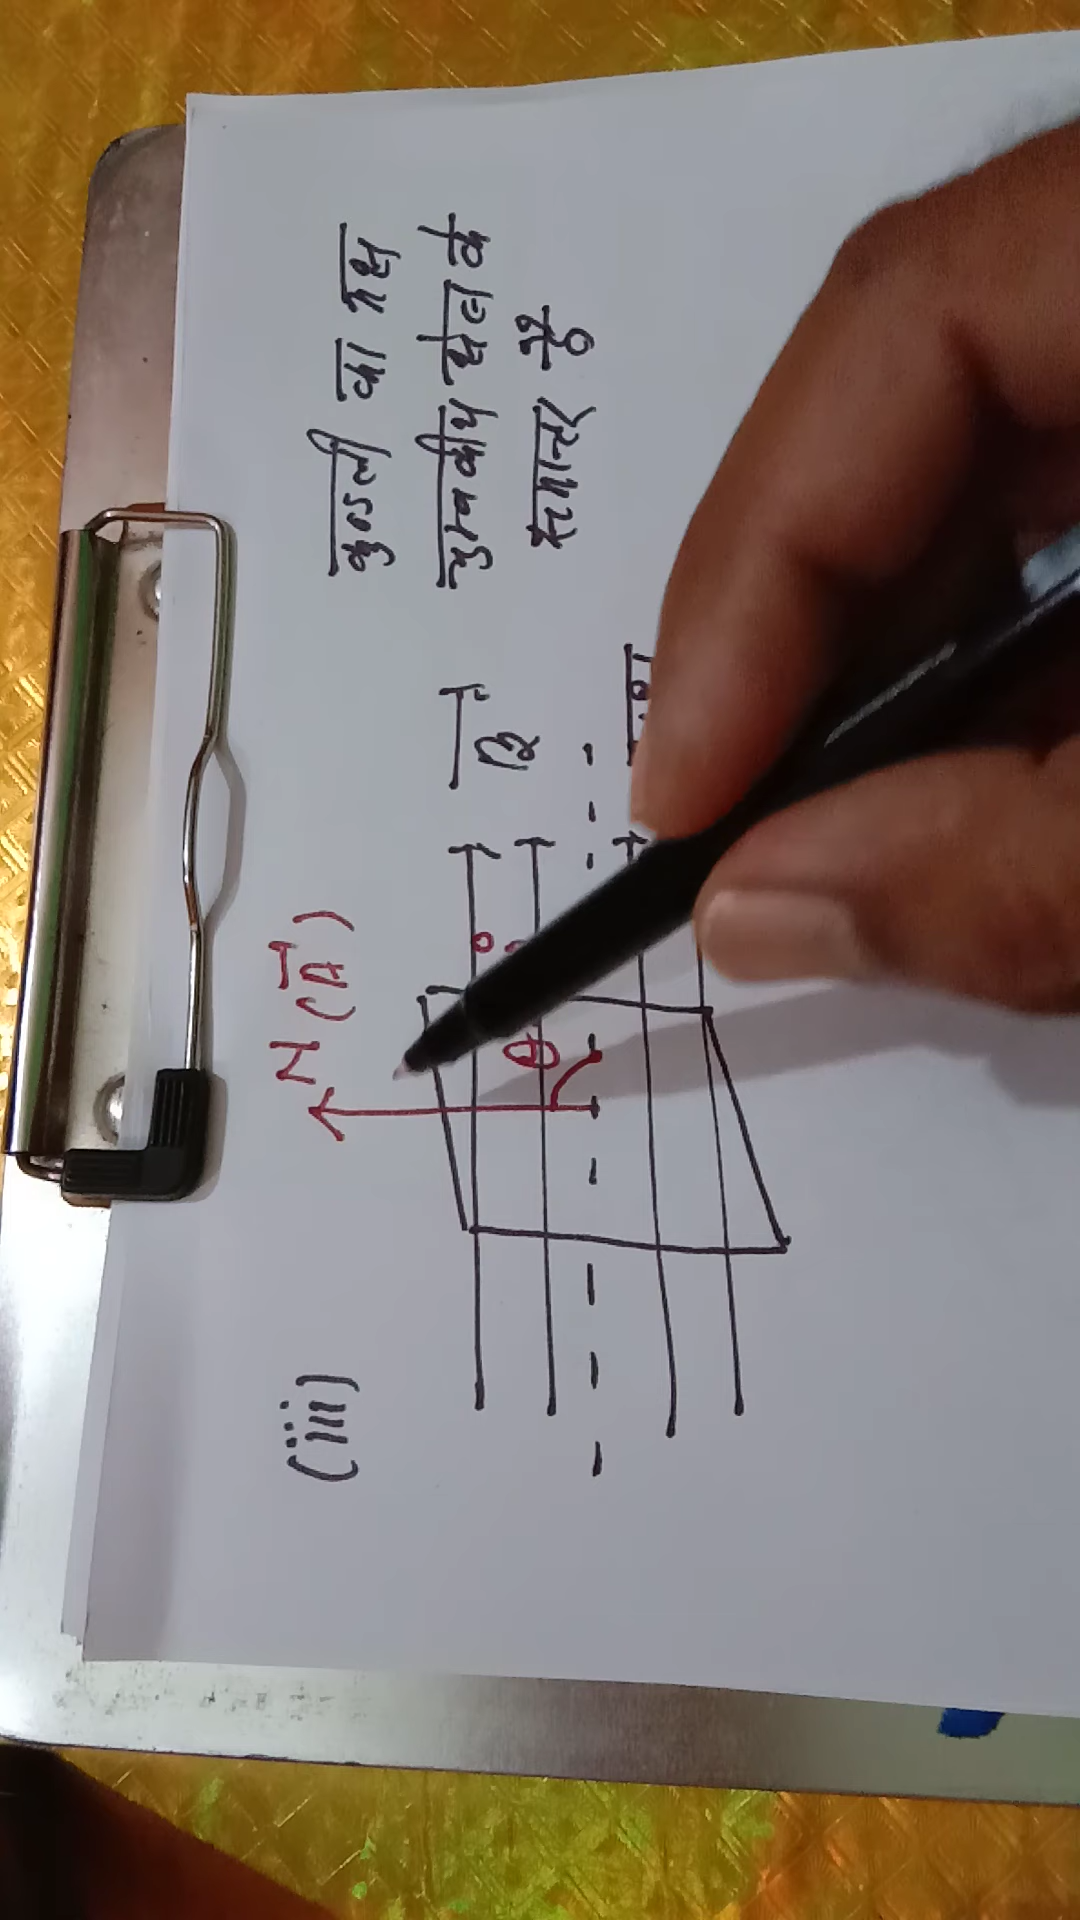 (iii)
N (A⃗)
θ
B⃗
कुण्डली का तल
चुम्बकीय क्षेत्र के
समान्तर है